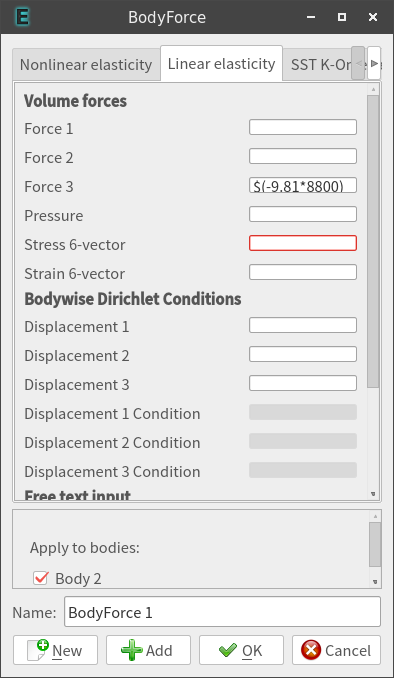 BodyForce
Nonlinear elasticity
Linear elasticity
SST K-O
Volume forces
Force 1
Force 2
Force 3
$(-9.81*8800)
Pressure
Stress 6-vector
Strain 6-vector
Bodywise Dirichlet Conditions
Displacement 1
Displacement 2
Displacement 3
Displacement 1 Condition
Displacement 2 Condition
Displacement 3 Condition
Free text input
Apply to bodies:
Body 2
Name: BodyForce 1
New
Add
OK
Cancel